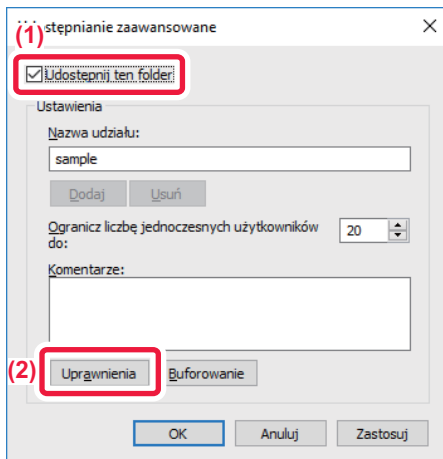 (1) stępnianie zaawansowane
Udostępnij ten folder
Ustawienia
Nazwa udziału:
sample
Dodaj Usuń
Ogranicz liczbę jednoczesnych użytkowników
do:
20
Komentarze:
(2) Uprawnienia Buforowanie
OK Anuluj Zastosuj